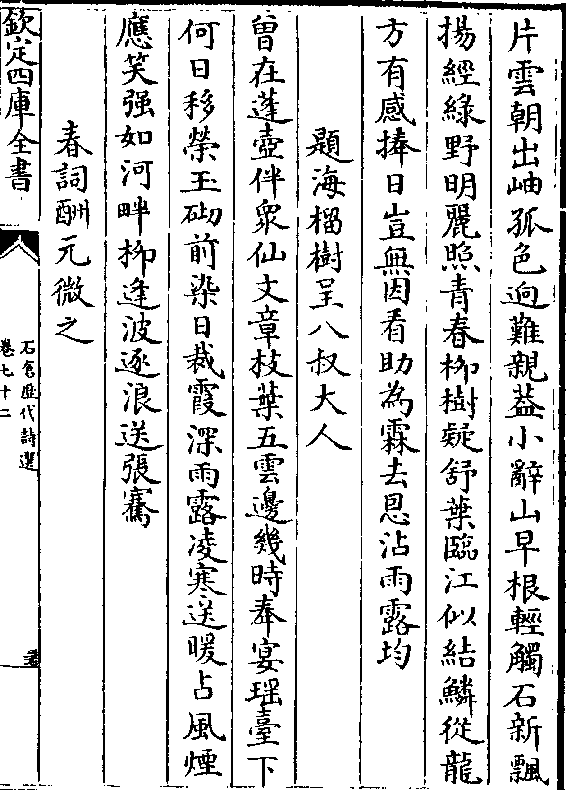 片雲朝出岫孤色迥難親葢小辭山早根輕觸石新飄
揚經綠野明麗照青春栁樹疑舒葉臨江似結鱗從龍
方有感捧日豈無因看助為霖去恩沾雨露均
題海榴樹呈八叔大人
曽在蓬壺伴衆仙文章枝葉五雲邊幾時奉宴瑶臺下
何日移榮玉砌前染日裁霞深雨露凌寒送暖占風煙
應笑强如河畔栁逢波逐浪送張騫
春詞酬元微之
欽定四庫全書
石倉歴代詩選
卷七十二